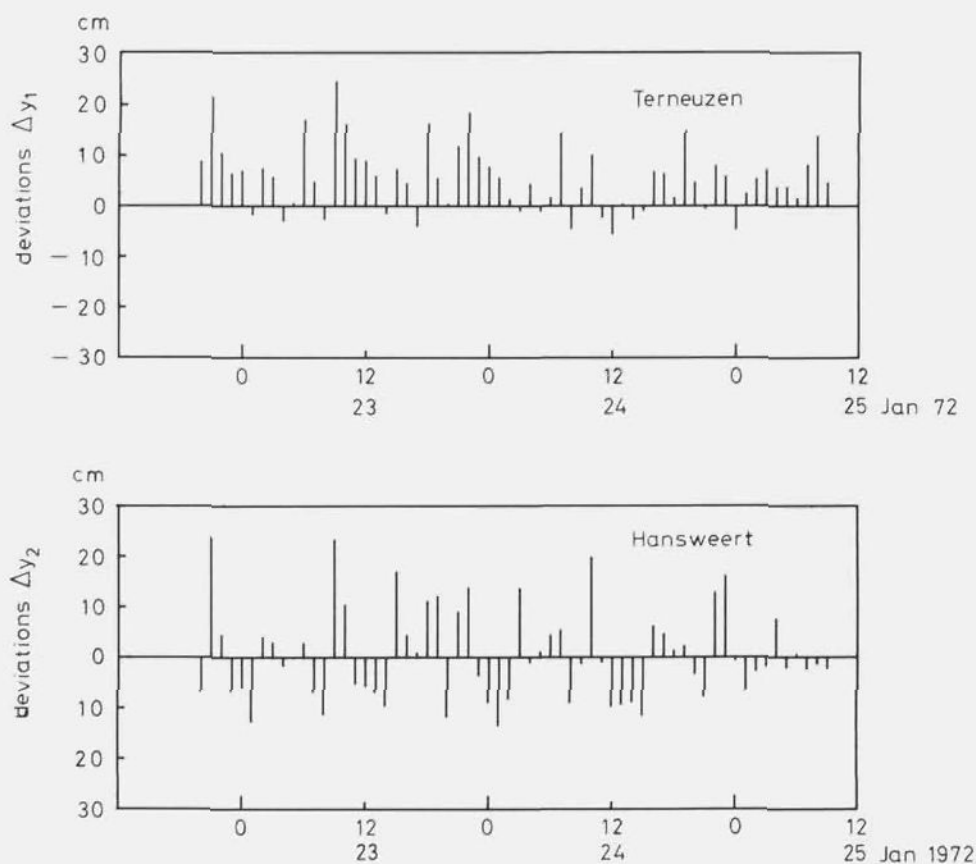 cm
30
20
10
0
– 10
– 20
– 30
deviations Δy1
Terneuzen
0 12 0 12 0 12
23 24 25 Jan 72
cm
30
20
10
0
10
20
30
deviations Δy2
Hansweert
0 12 0 12 0 12
23 24 25 Jan 1972